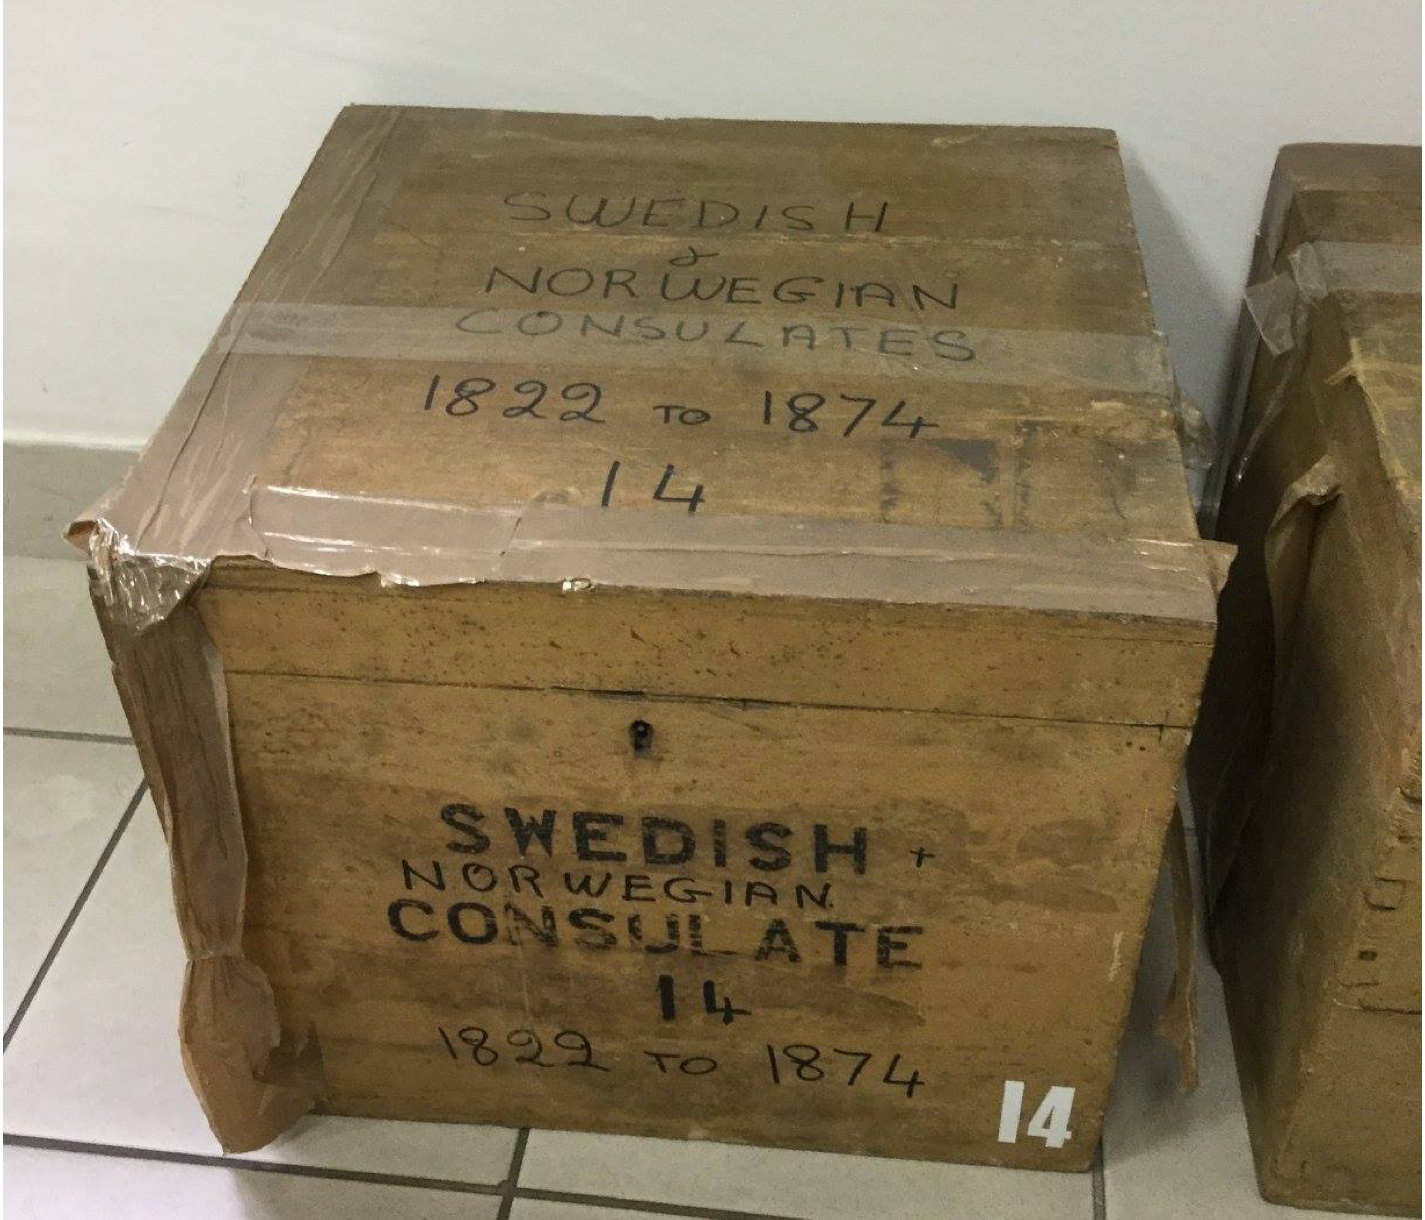 SWEDISH
&
NORWEGIAN
CONSULATES
1822 TO 1874
14
SWEDISH +
NORWEGIAN
CONSULATE
14
1822 TO 1874
14